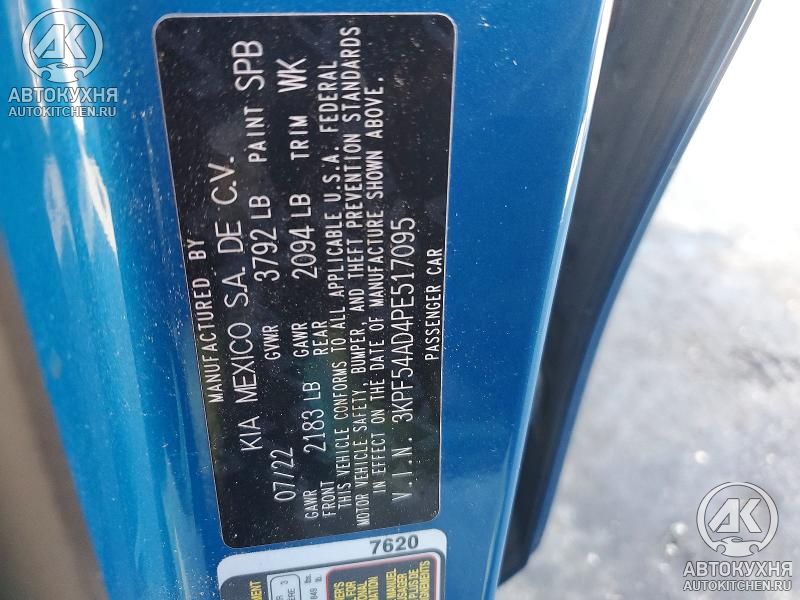 AK
АВТОКУХНЯ
AUTOKITCHEN.RU
MANUFACTURED BY
KIA MEXICO S.A. DE C.V.
07/22 GVWR 3792 LB PAINT SPB
GAWR FRONT 2183 LB GAWR REAR 2094 LB TRIM WK
THIS VEHICLE CONFORMS TO ALL APPLICABLE U.S.A. FEDERAL
MOTOR VEHICLE SAFETY, BUMPER, AND THEFT PREVENTION STANDARDS
IN EFFECT ON THE DATE OF MANUFACTURE SHOWN ABOVE.
V.I.N. 3KPF54AD4PE517095
PASSENGER CAR
7620
AK
АВТОКУХНЯ
AUTOKITCHEN.RU